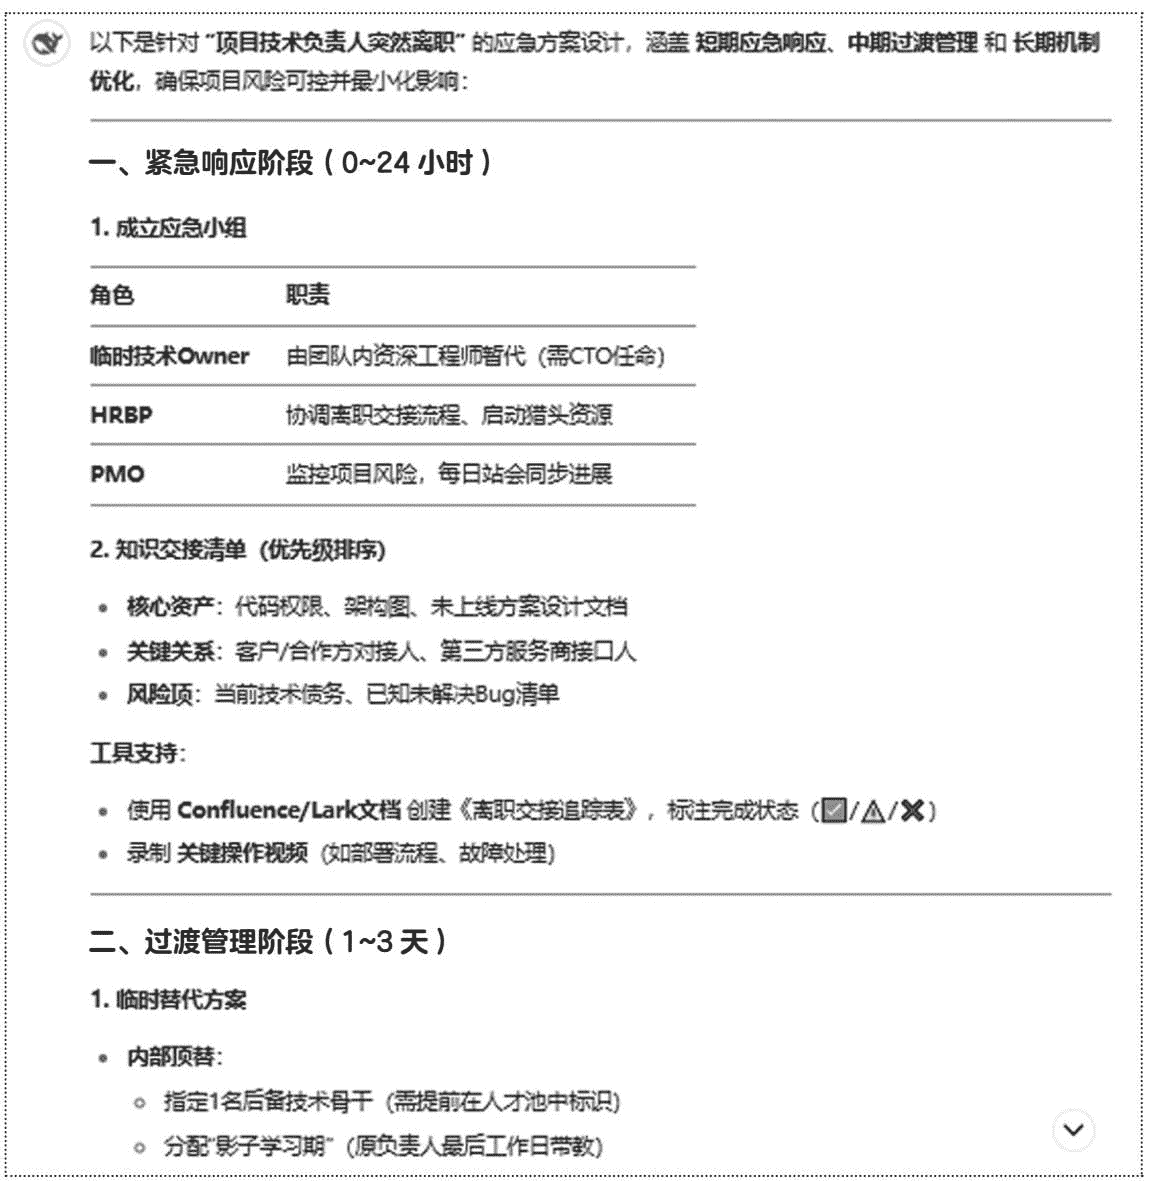 以下是针对 “项目技术负责人突然离职” 的应急方案设计，涵盖 短期应急响应、中期过渡管理 和 长期机制
优化，确保项目风险可控并最小化影响：
一、紧急响应阶段（0~24 小时）
1. 成立应急小组
角色 职责
临时技术Owner 由团队内资深工程师暂代（需CTO任命）
HRBP 协调离职交接流程、启动猎头资源
PMO 监控项目风险，每日站会同步进展
2. 知识交接清单（优先级排序）
• 核心资产：代码权限、架构图、未上线方案设计文档
• 关键关系：客户/合作方对接人、第三方服务商接口人
• 风险项：当前技术债务、已知未解决Bug清单
工具支持：
• 使用 Confluence/Lark文档 创建《离职交接追踪表》，标注完成状态（✅/⚠/✖）
• 录制 关键操作视频（如部署流程、故障处理）
二、过渡管理阶段（1~3 天）
1. 临时替代方案
• 内部顶替：
○ 指定1名后备技术骨干（需提前在人才池中标识）
○ 分配“影子学习期”（原负责人最后工作日带教）